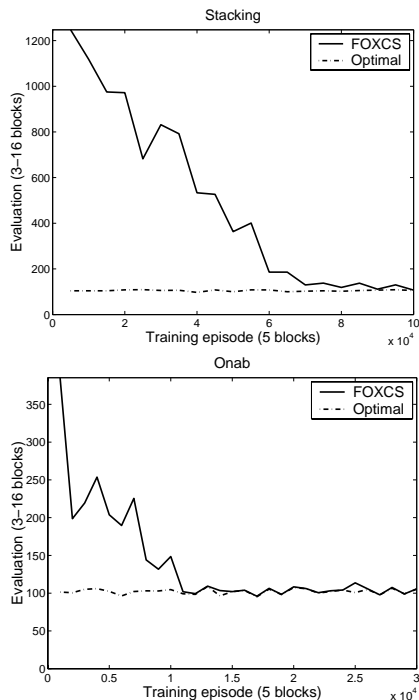 Stacking
FOXCS
Optimal
Evaluation (3–16 blocks)
1200
1000
800
600
400
200
0
0 2 4 6 8 10
Training episode (5 blocks)
x 10^4
Onab
FOXCS
Optimal
Evaluation (3–16 blocks)
350
300
250
200
150
100
50
0
0 0.5 1 1.5 2 2.5 3
Training episode (5 blocks)
x 10